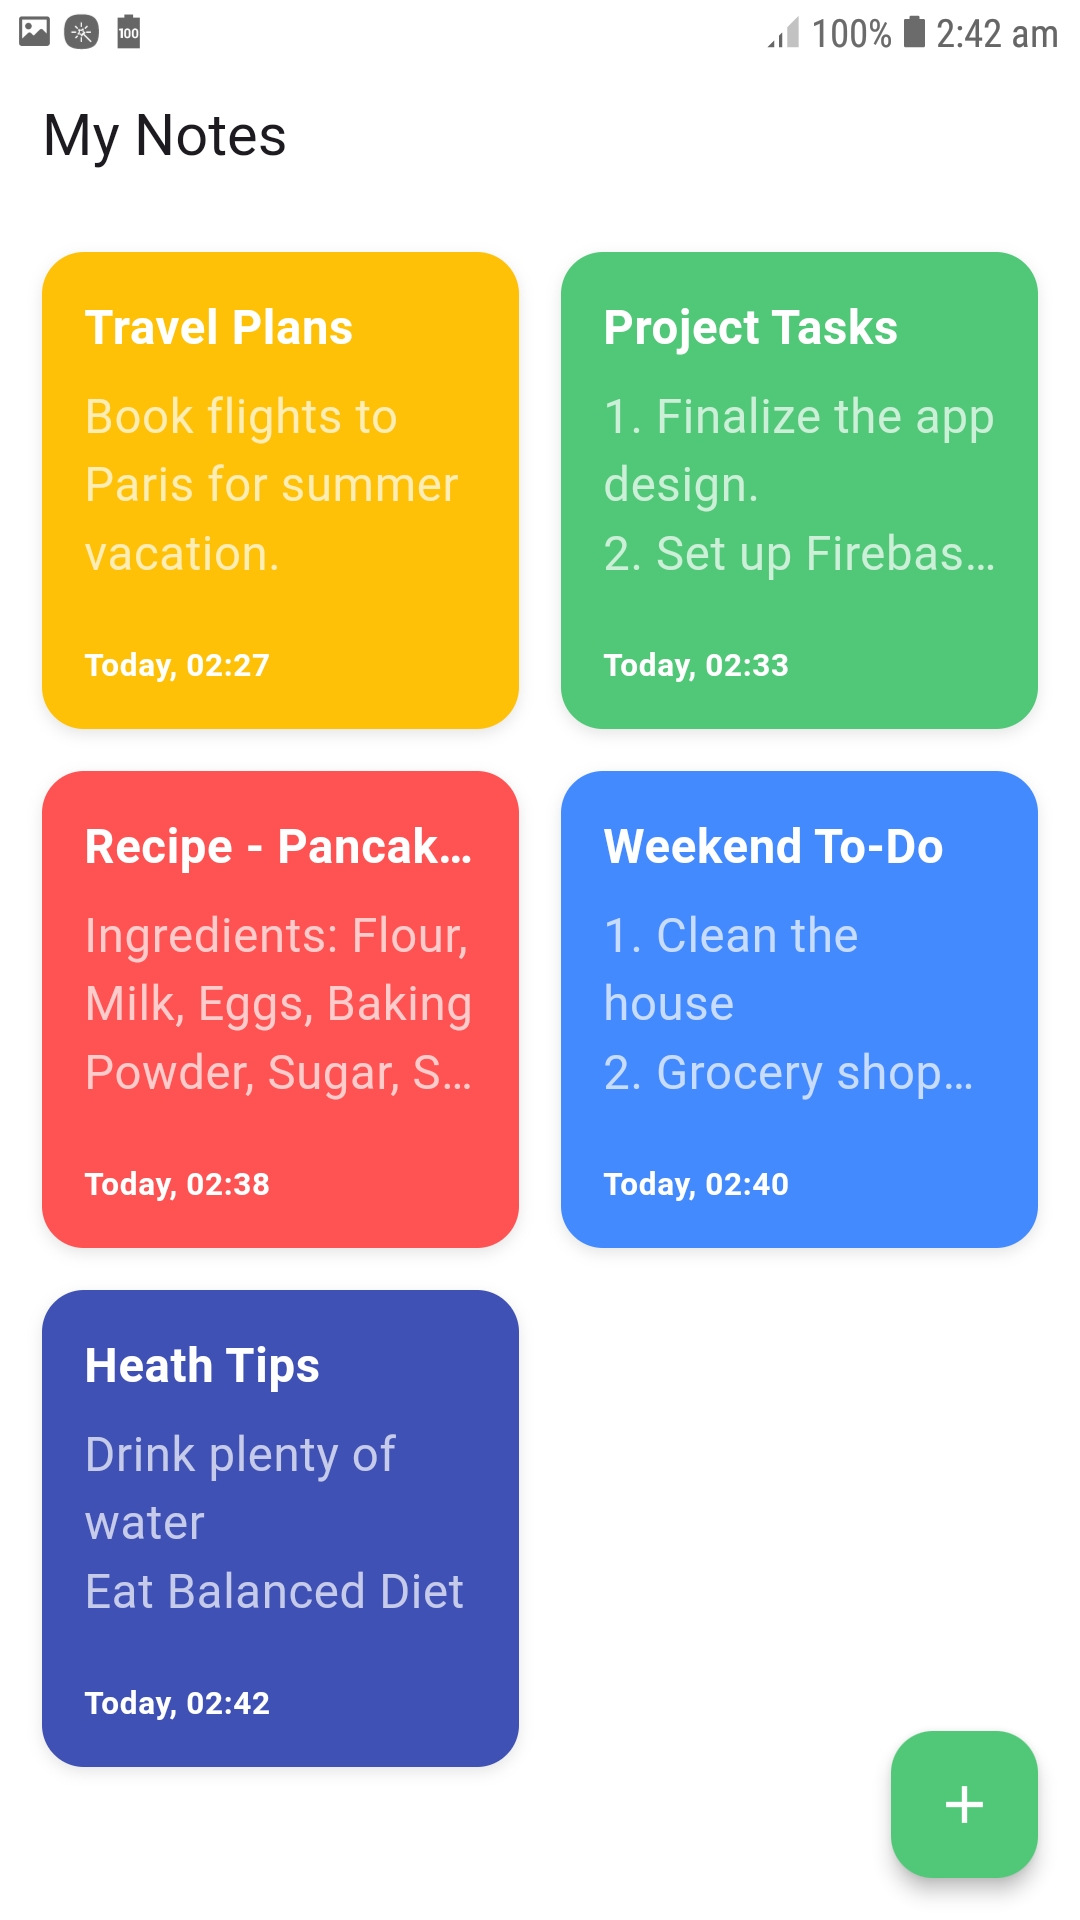 100
100% 2:42 am
My Notes
Travel Plans
Book flights to
Paris for summer
vacation.
Today, 02:27
Project Tasks
1. Finalize the app
design.
2. Set up Firebas…
Today, 02:33
Recipe - Pancak…
Ingredients: Flour,
Milk, Eggs, Baking
Powder, Sugar, S…
Today, 02:38
Weekend To-Do
1. Clean the
house
2. Grocery shop…
Today, 02:40
Heath Tips
Drink plenty of
water
Eat Balanced Diet
Today, 02:42